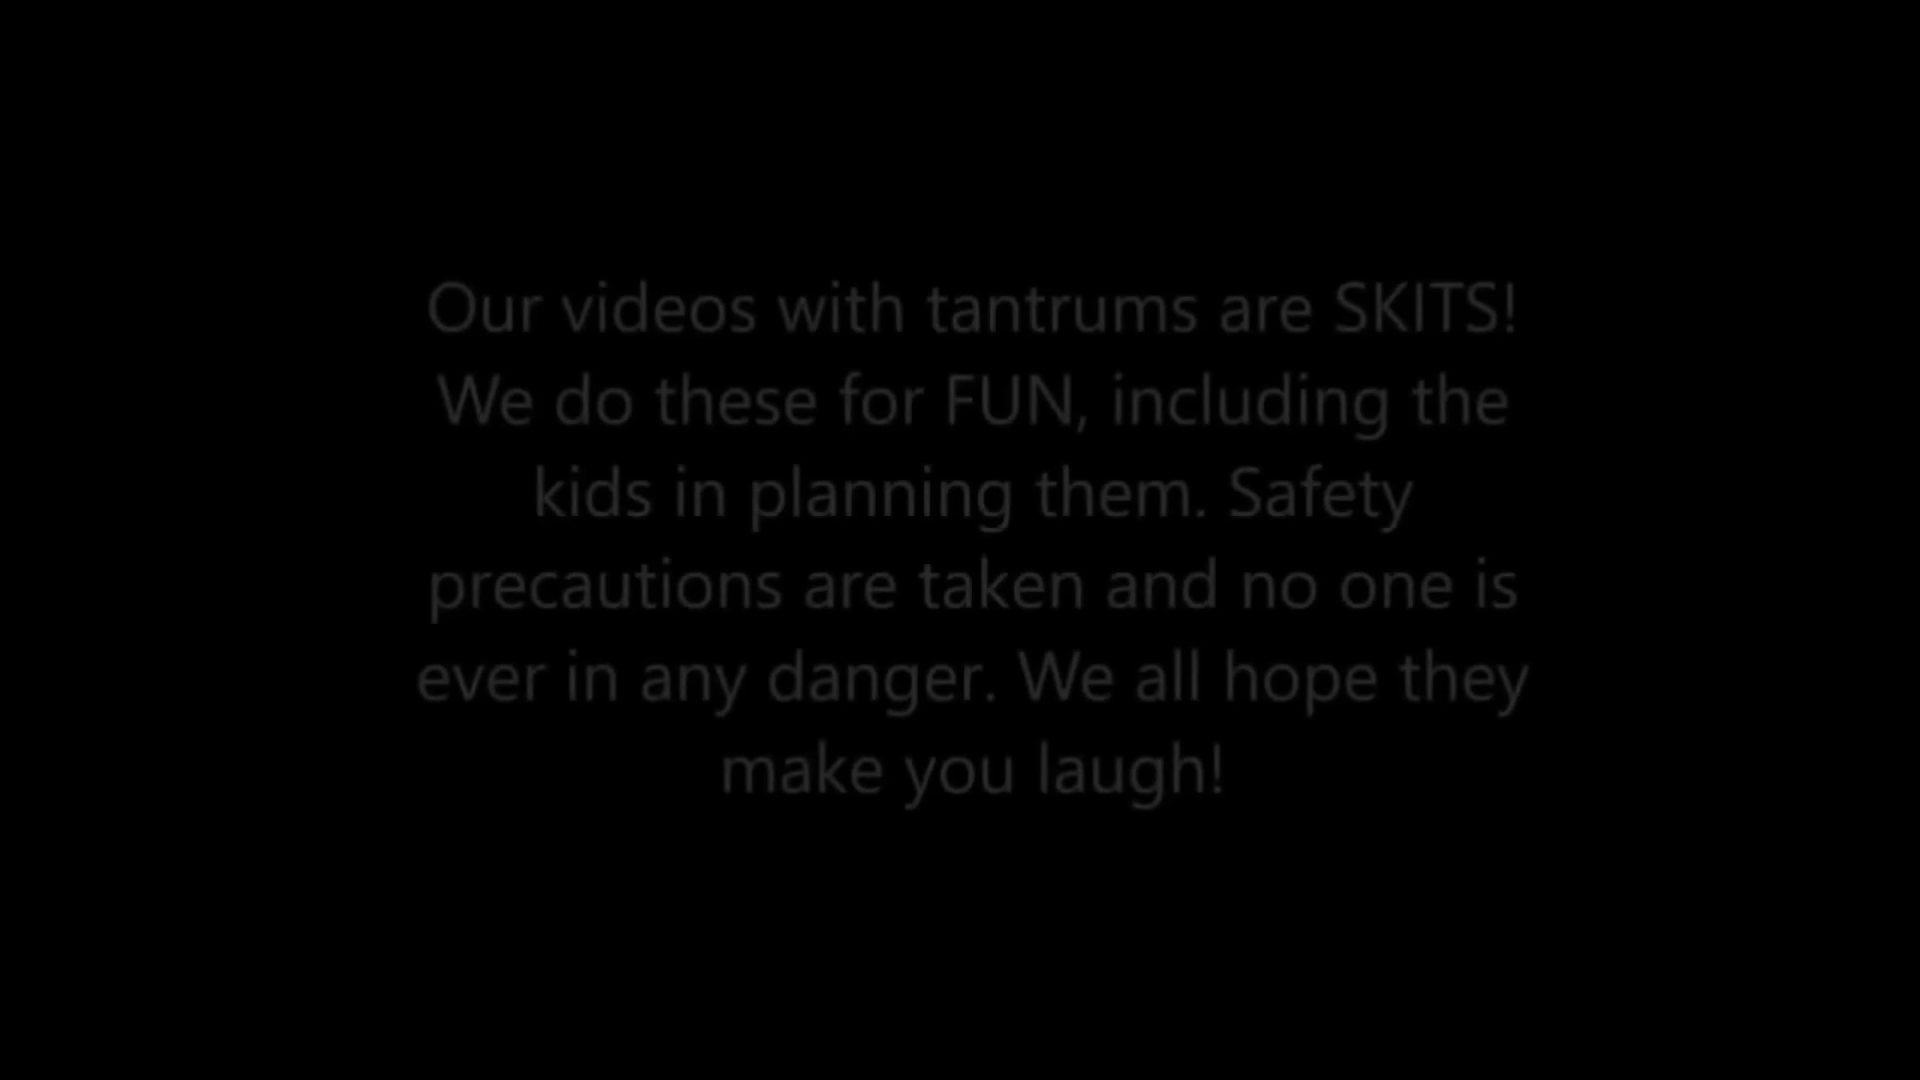 Our videos with tantrums are SKITS!
We do these for FUN, including the
kids in planning them. Safety
precautions are taken and no one is
ever in any danger. We all hope they
make you laugh!